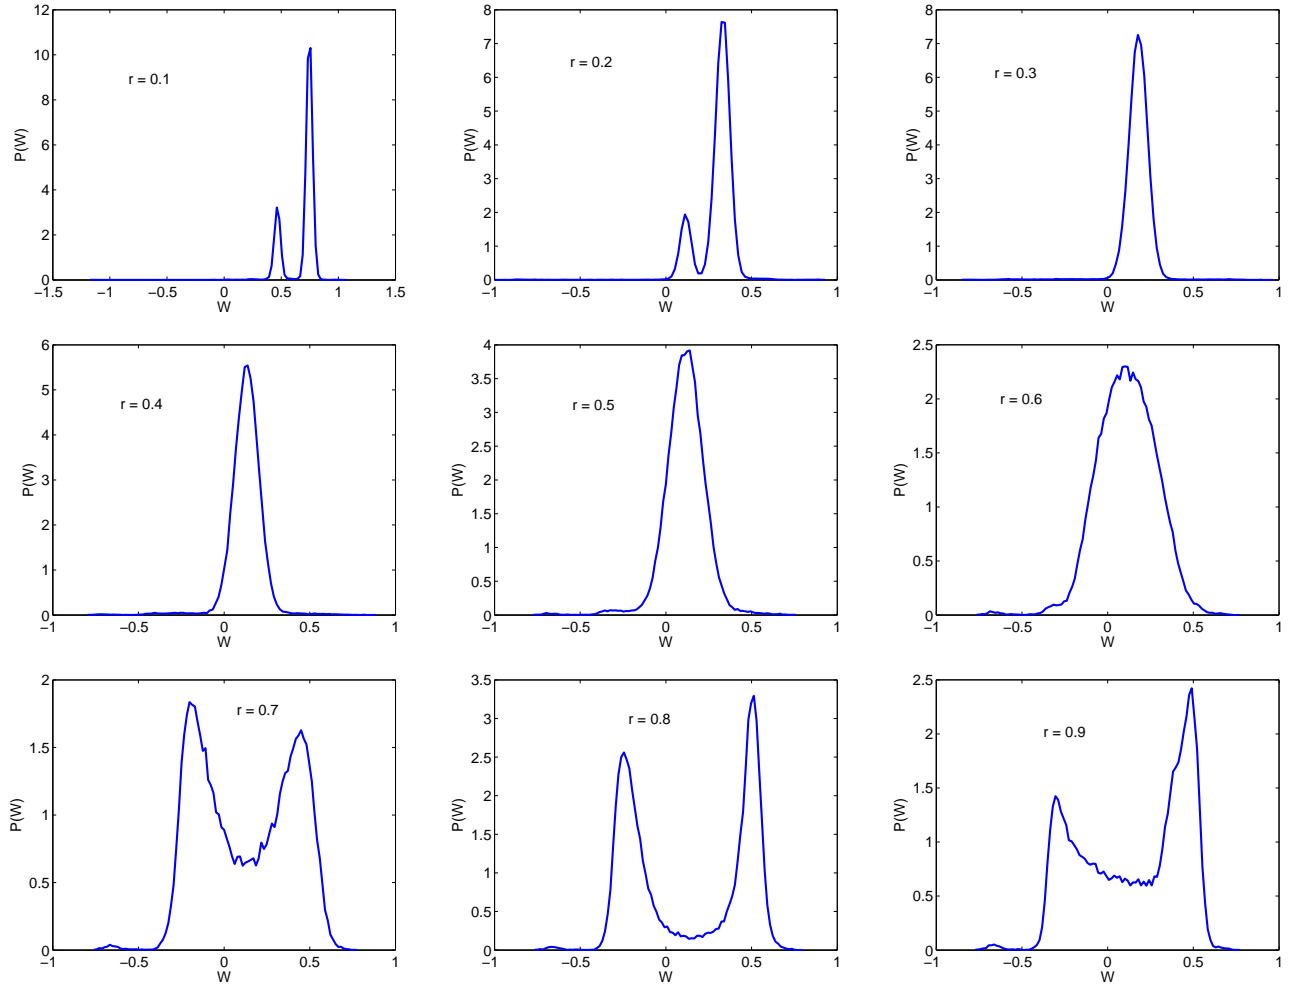 12
10
8
6
4
2
0
P(W)
r = 0.1
−1.5 −1 −0.5 0 0.5 1 1.5
W
8
7
6
5
4
3
2
1
0
P(W)
r = 0.2
−1 −0.5 0 0.5 1
W
8
7
6
5
4
3
2
1
0
P(W)
r = 0.3
−1 −0.5 0 0.5 1
W
6
5
4
3
2
1
0
P(W)
r = 0.4
−1 −0.5 0 0.5 1
W
4
3.5
3
2.5
2
1.5
1
0.5
0
P(W)
r = 0.5
−1 −0.5 0 0.5 1
W
2.5
2
1.5
1
0.5
0
P(W)
r = 0.6
−1 −0.5 0 0.5 1
W
2
1.5
1
0.5
0
P(W)
r = 0.7
−1 −0.5 0 0.5 1
W
3.5
3
2.5
2
1.5
1
0.5
0
P(W)
r = 0.8
−1 −0.5 0 0.5 1
W
2.5
2
1.5
1
0.5
0
P(W)
r = 0.9
−1 −0.5 0 0.5 1
W